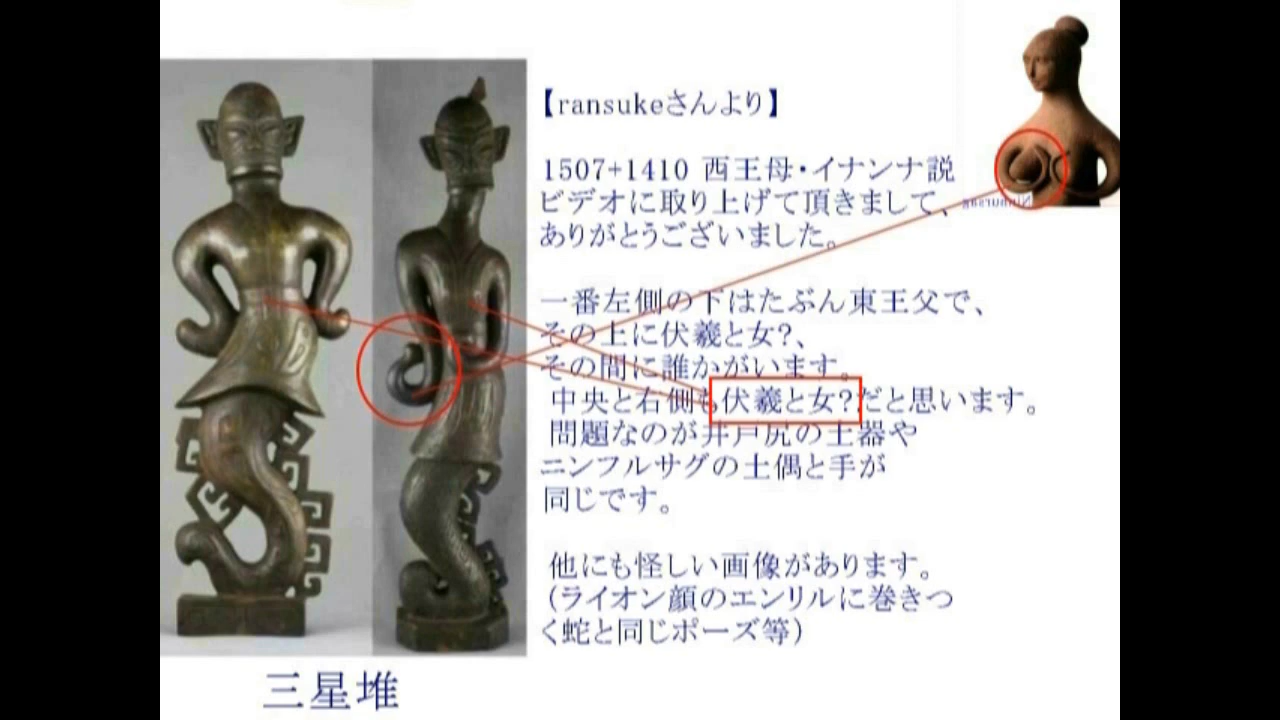 【ransukeさんより】
1507+1410 西王母・イナンナ説
ビデオに取り上げて頂きまして、
ありがとうございました。
一番左側の下はたぶん東王父で、
その上に伏羲と女?、
その間に誰かがいます。
中央と右側も伏羲と女?だと思います。
問題なのが井戸尻の土器や
ニンフルサグの土偶と手が
同じです。
他にも怪しい画像があります。
(ライオン顔のエンリルに巻きつ
く蛇と同じポーズ等)
三星堆